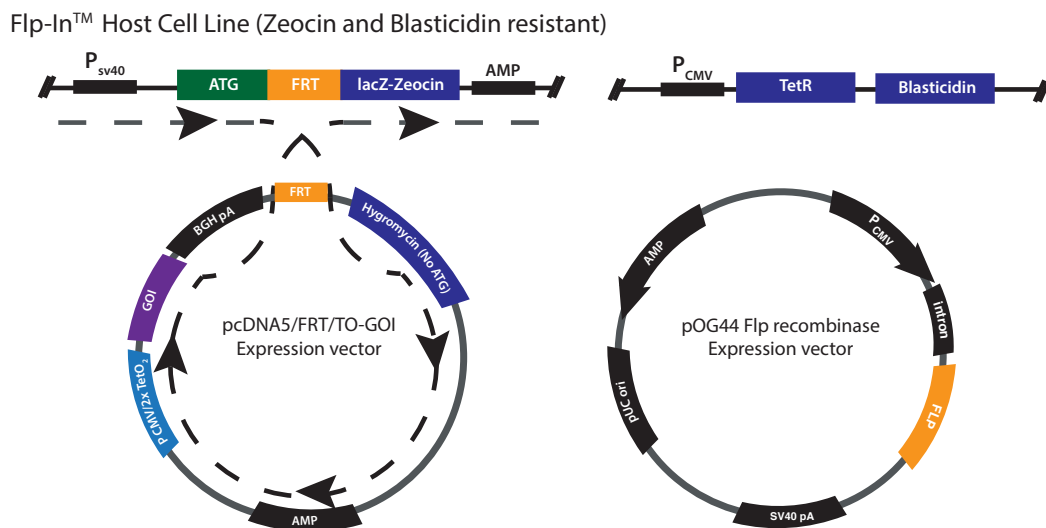 Flp-In™ Host Cell Line (Zeocin and Blasticidin resistant)
Psv40
ATG
FRT
lacZ-Zeocin
AMP
PCMV
TetR
Blasticidin
FRT
BGH pA
Hygromycin (No ATG)
GOI
PCMV/2x TetO2
AMP
pcDNA5/FRT/TO-GOI
Expression vector
AMP
PCMV
intron
pUC ori
FLP
SV40 pA
pOG44 Flp recombinase
Expression vector